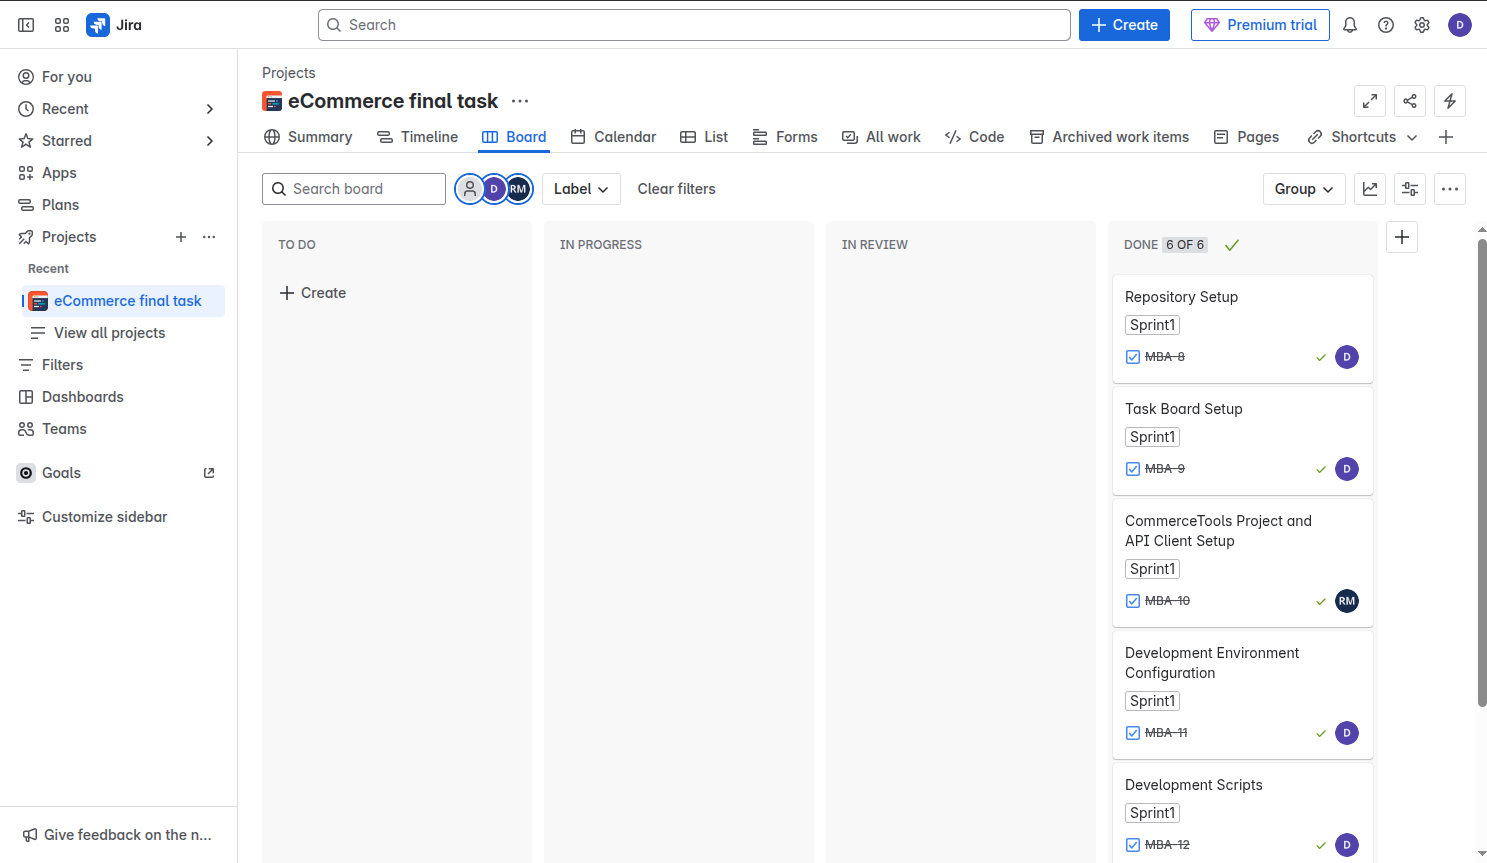 Jira
Search
Create
Premium trial
D
For you
Recent
Starred
Apps
Plans
Projects
Recent
eCommerce final task
View all projects
Filters
Dashboards
Teams
Goals
Customize sidebar
Give feedback on the n...
Projects
eCommerce final task
Summary
Timeline
Board
Calendar
List
Forms
All work
Code
Archived work items
Pages
Shortcuts
Search board
D
RM
Label
Clear filters
Group
TO DO
Create
IN PROGRESS
IN REVIEW
DONE 6 OF 6
Repository Setup
Sprint1
MBA-8
D
Task Board Setup
Sprint1
MBA-9
D
CommerceTools Project and
API Client Setup
Sprint1
MBA-10
RM
Development Environment
Configuration
Sprint1
MBA-11
D
Development Scripts
Sprint1
MBA-12
D